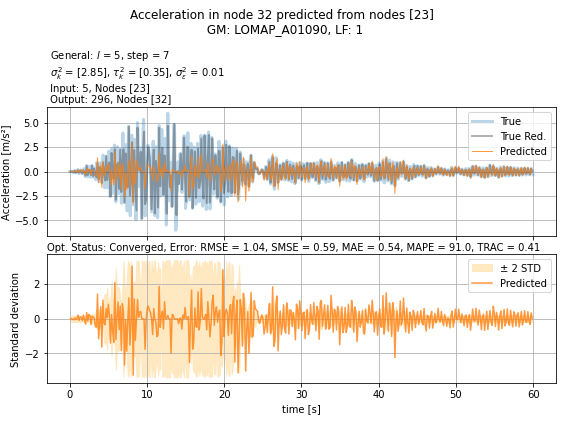 Acceleration in node 32 predicted from nodes [23]
GM: LOMAP_A01090, LF: 1
General: l = 5, step = 7
σ²ₖ = [2.85], τ²ₖ = [0.35], σ²ε = 0.01
Input: 5, Nodes [23]
Output: 296, Nodes [32]
Acceleration [m/s²]
5.0
2.5
0.0
−2.5
−5.0
True
True Red.
Predicted
Opt. Status: Converged, Error: RMSE = 1.04, SMSE = 0.59, MAE = 0.54, MAPE = 91.0, TRAC = 0.41
Standard deviation
2
0
−2
± 2 STD
Predicted
0 10 20 30 40 50 60
time [s]